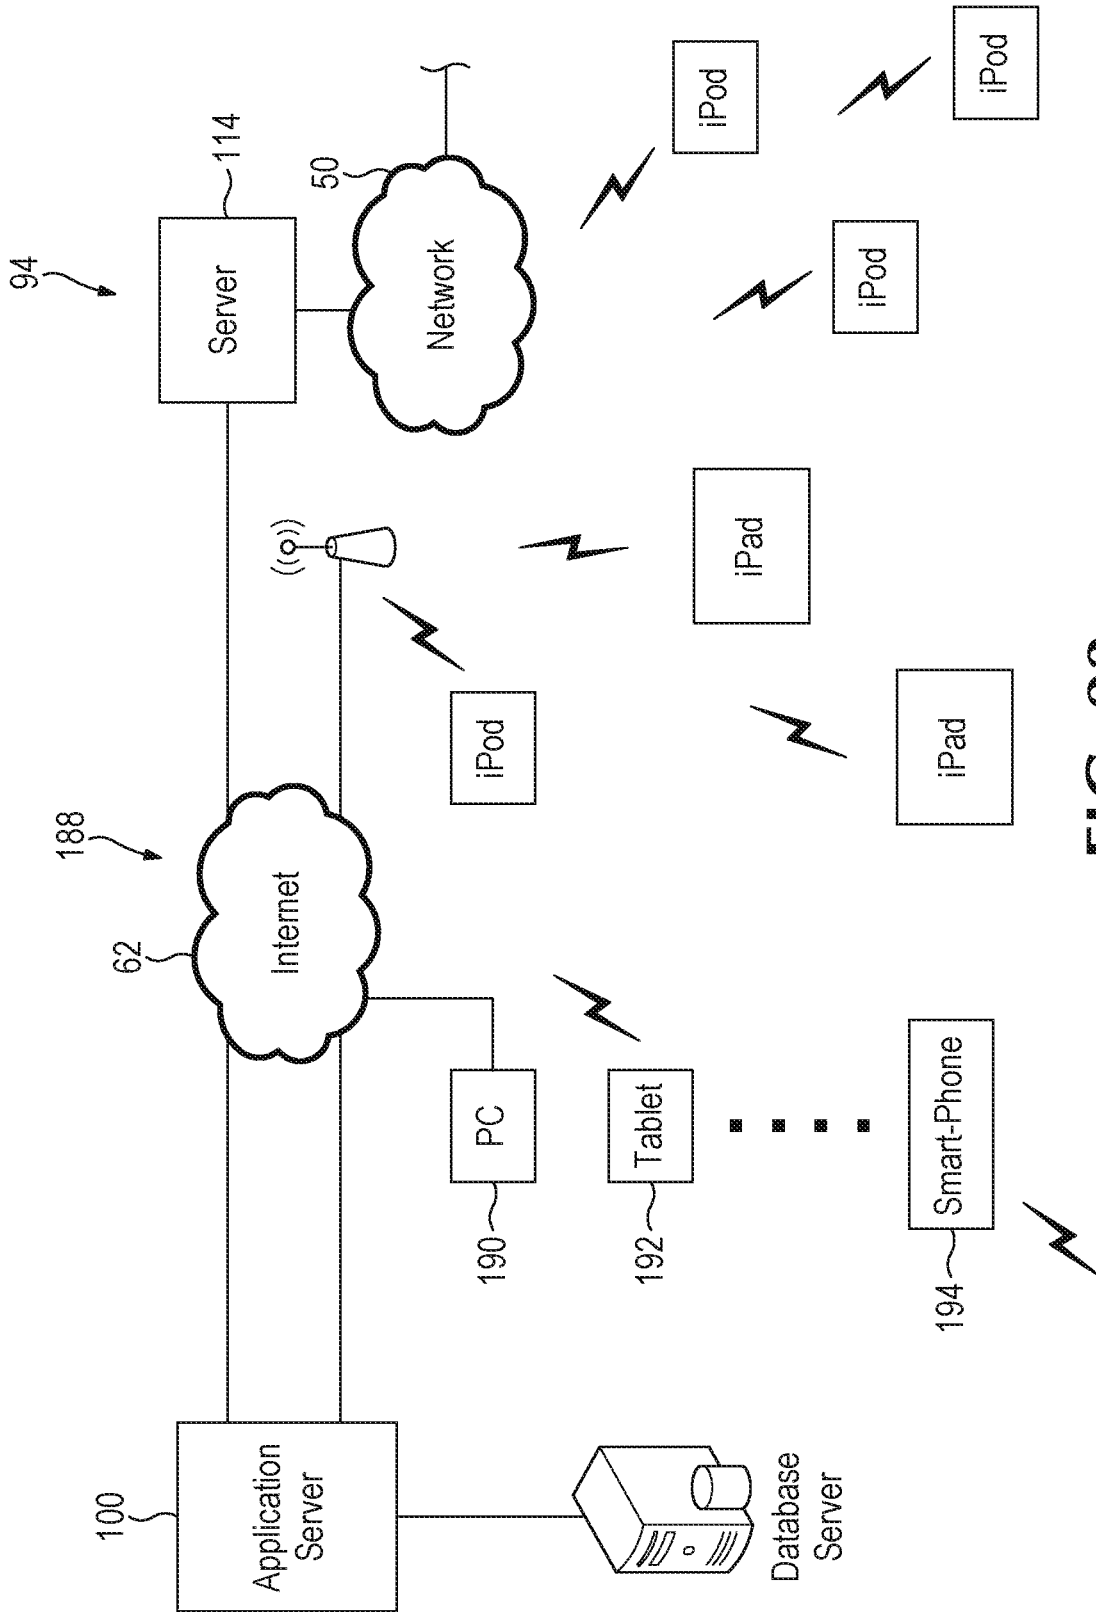 94
188
100
62
114
Server
Application
Server
Internet
50
Network
190
PC
iPod
192
Tablet
iPod
iPad
Database
Server
iPod
194
Smart-Phone
iPad
iPod
FIG.